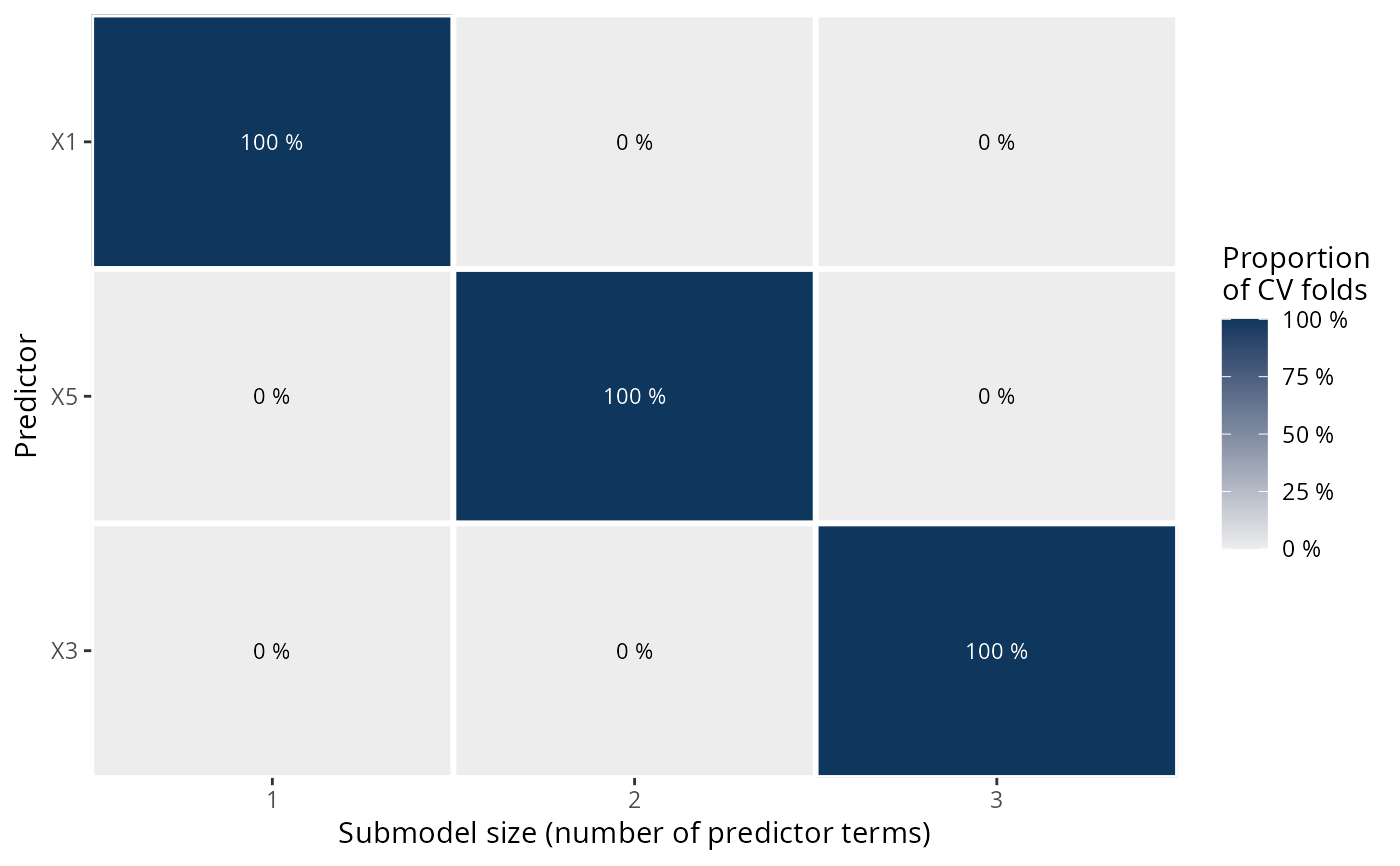 X1
100 %
0 %
0 %
X5
0 %
100 %
0 %
X3
0 %
0 %
100 %
1
2
3
Submodel size (number of predictor terms)
Predictor
Proportion
of CV folds
100 %
75 %
50 %
25 %
0 %